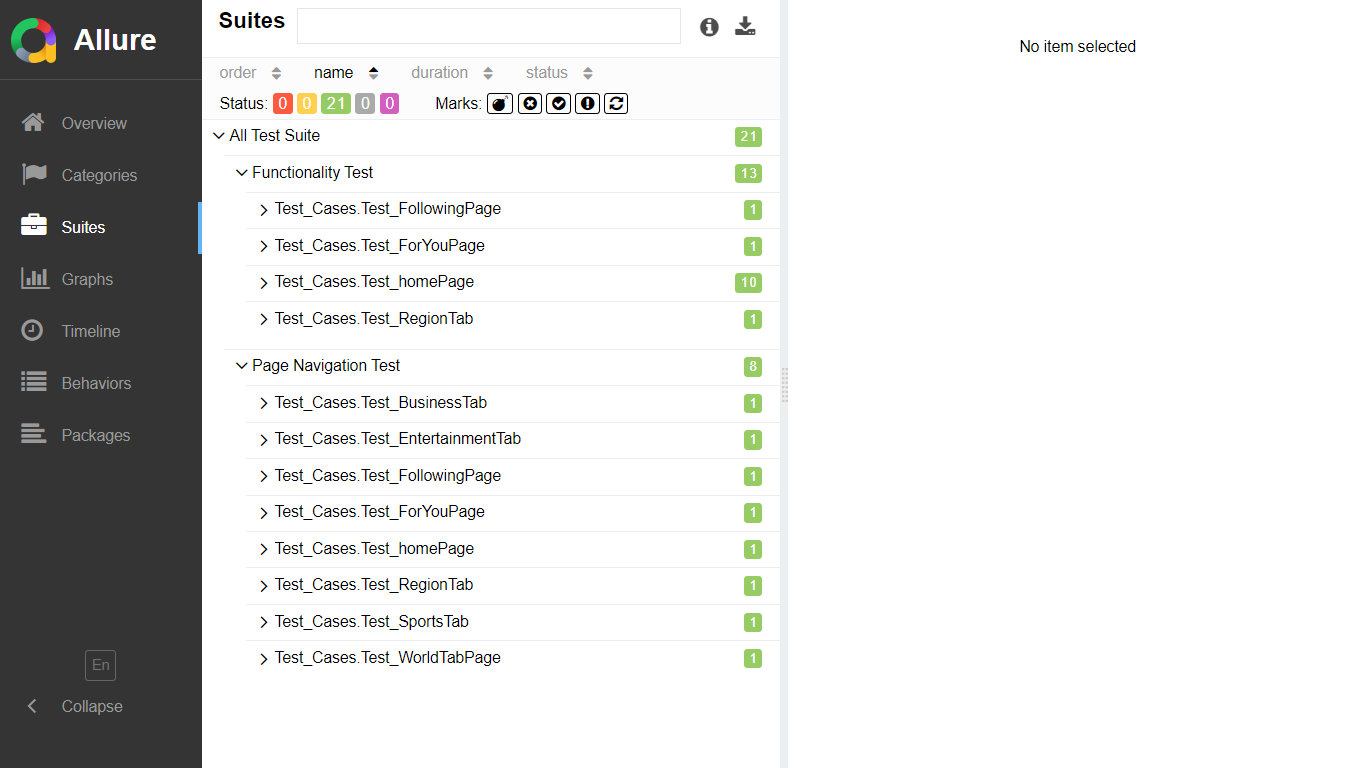 Allure
Overview
Categories
Suites
Graphs
Timeline
Behaviors
Packages
En
Collapse
Suites
order name duration status
Status: 0 0 21 0 0 Marks:
All Test Suite 21
Functionality Test 13
Test_Cases.Test_FollowingPage 1
Test_Cases.Test_ForYouPage 1
Test_Cases.Test_homePage 10
Test_Cases.Test_RegionTab 1
Page Navigation Test 8
Test_Cases.Test_BusinessTab 1
Test_Cases.Test_EntertainmentTab 1
Test_Cases.Test_FollowingPage 1
Test_Cases.Test_ForYouPage 1
Test_Cases.Test_homePage 1
Test_Cases.Test_RegionTab 1
Test_Cases.Test_SportsTab 1
Test_Cases.Test_WorldTabPage 1
No item selected